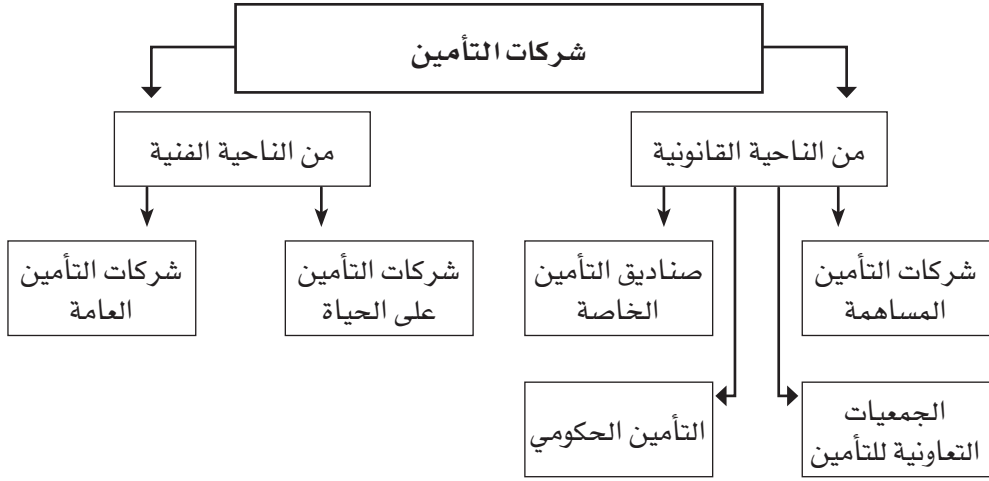 شركات التأمين
من الناحية القانونية
من الناحية الفنية
شركات التأمين
المساهمة
صناديق التأمين
الخاصة
شركات التأمين
على الحياة
شركات التأمين
العامة
الجمعيات
التعاونية للتأمين
التأمين الحكومي